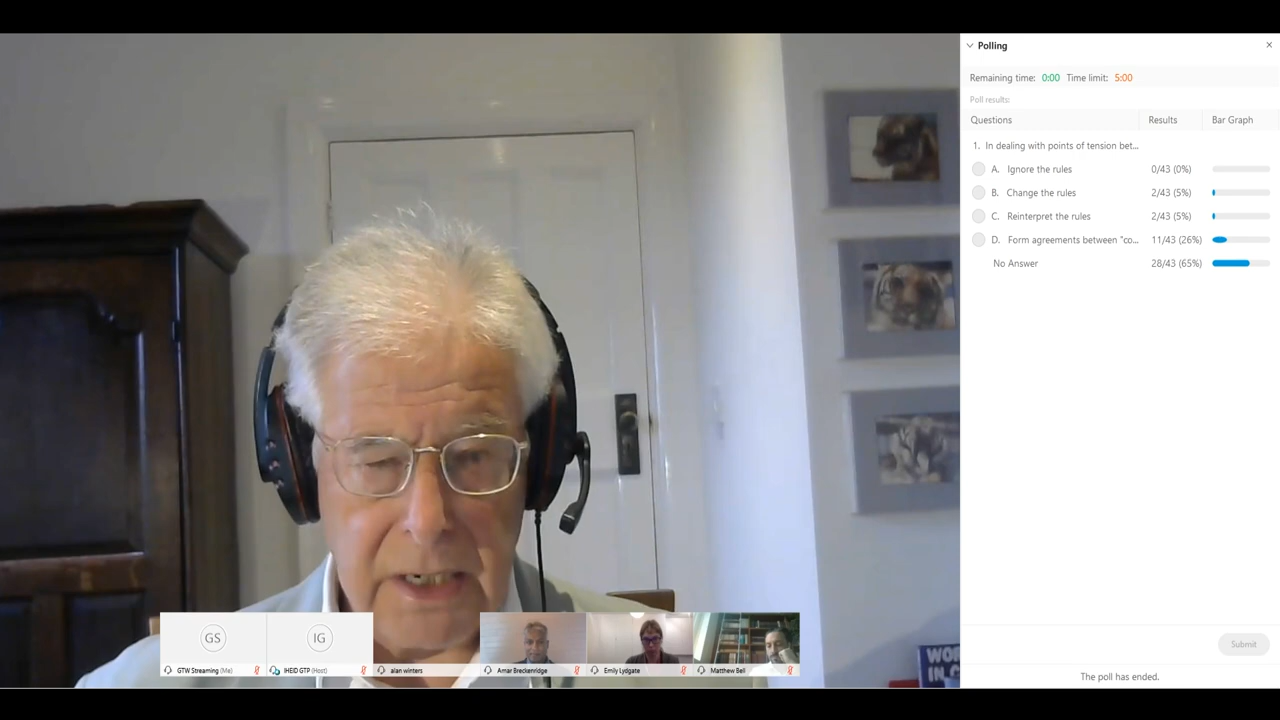 Polling
Remaining time: 0:00 Time limit: 5:00
Poll results:
Questions Results Bar Graph
1. In dealing with points of tension bet...
A. Ignore the rules 0/43 (0%)
B. Change the rules 2/43 (5%)
C. Reinterpret the rules 2/43 (5%)
D. Form agreements between "co... 11/43 (26%)
No Answer 28/43 (65%)
GS
IG
GTW Streaming (Me)
IHEID GTP (Host)
alan winters
Amar Breckenridge
Emily Lydgate
Matthew Bell
WOR
IN C
Submit
The poll has ended.